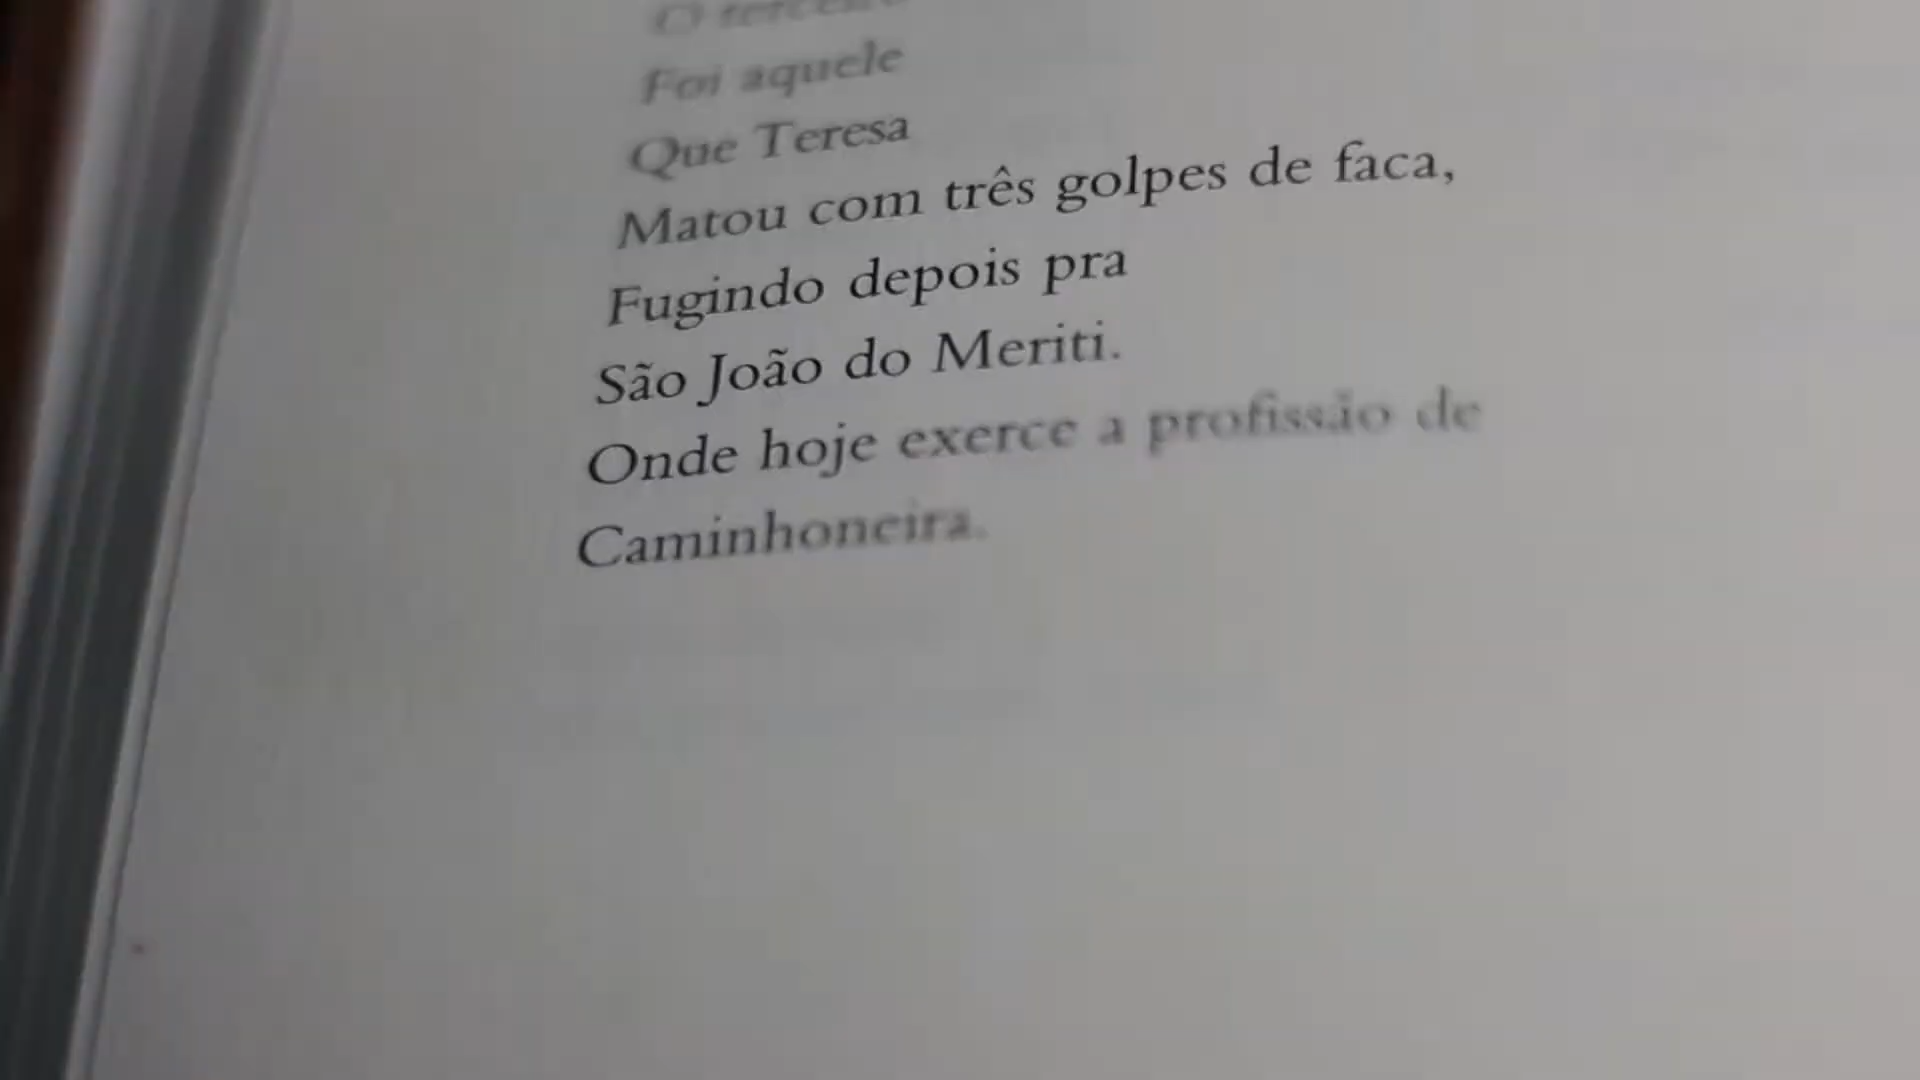 O terceiro
Foi aquele
Que Teresa
Matou com três golpes de faca,
Fugindo depois pra
São João do Meriti.
Onde hoje exerce a profissão de
Caminhoneira.